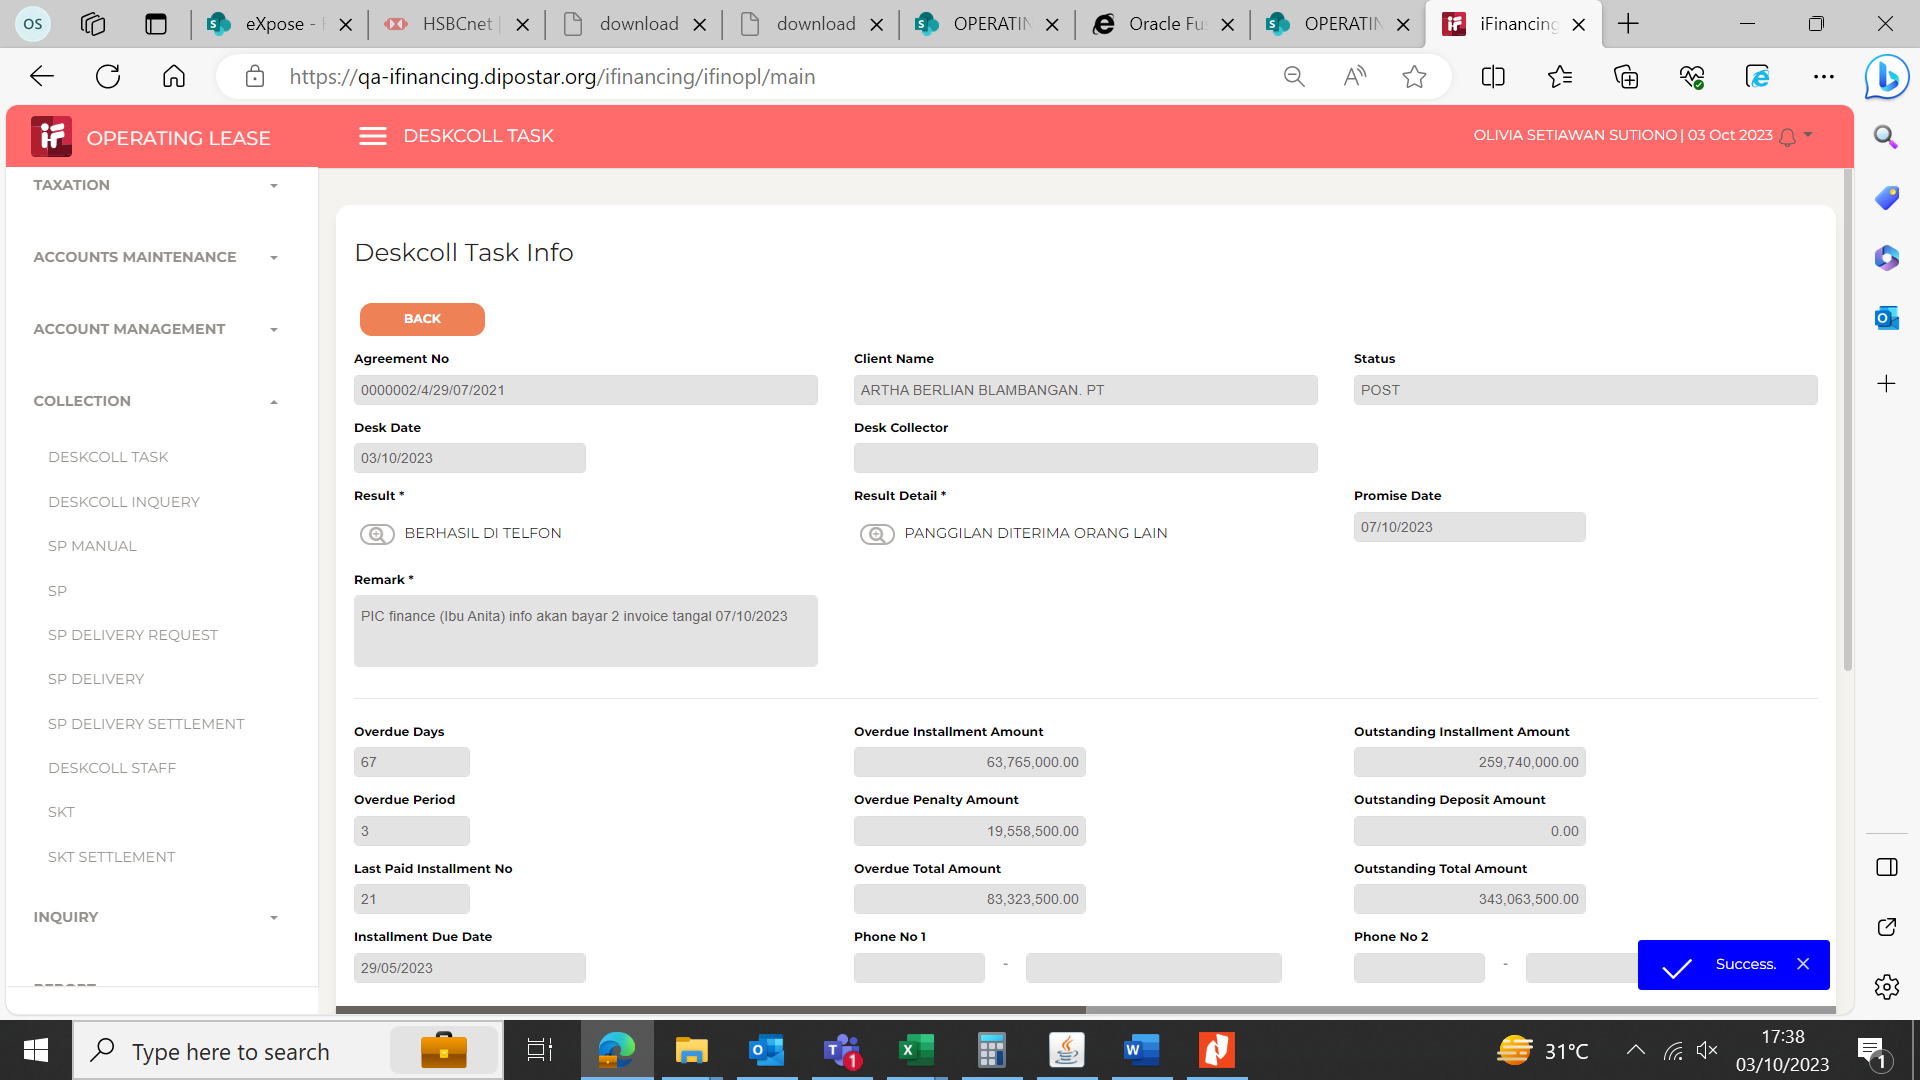 OS
eXpose -
HSBCnet
download
download
OPERATIN
Oracle Fu
OPERATIN
iFinancing
https://qa-ifinancing.dipostar.org/ifinancing/ifinopl/main
iF OPERATING LEASE
DESKCOLL TASK
OLIVIA SETIAWAN SUTIONO | 03 Oct 2023
TAXATION
ACCOUNTS MAINTENANCE
ACCOUNT MANAGEMENT
COLLECTION
DESKCOLL TASK
DESKCOLL INQUERY
SP MANUAL
SP
SP DELIVERY REQUEST
SP DELIVERY
SP DELIVERY SETTLEMENT
DESKCOLL STAFF
SKT
SKT SETTLEMENT
INQUIRY
REPORT
Deskcoll Task Info
BACK
Agreement No
0000002/4/29/07/2021
Client Name
ARTHA BERLIAN BLAMBANGAN. PT
Status
POST
Desk Date
03/10/2023
Desk Collector
Result *
BERHASIL DI TELFON
Result Detail *
PANGGILAN DITERIMA ORANG LAIN
Promise Date
07/10/2023
Remark *
PIC finance (Ibu Anita) info akan bayar 2 invoice tangal 07/10/2023
Overdue Days
67
Overdue Installment Amount
63,765,000.00
Outstanding Installment Amount
259,740,000.00
Overdue Period
3
Overdue Penalty Amount
19,558,500.00
Outstanding Deposit Amount
0.00
Last Paid Installment No
21
Overdue Total Amount
83,323,500.00
Outstanding Total Amount
343,063,500.00
Installment Due Date
29/05/2023
Phone No 1
-
Phone No 2
-
Success.
Type here to search
1
31°C
17:38
03/10/2023
1